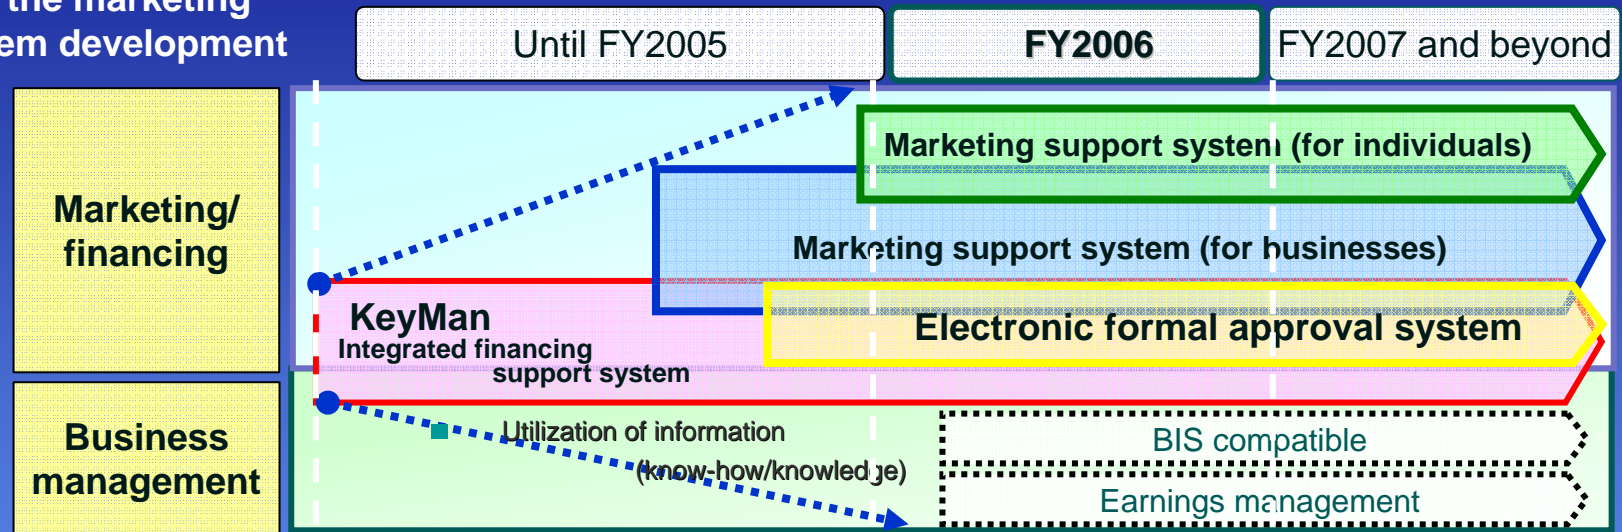 the marketing
em development
Until FY2005
FY2006
FY2007 and beyond
Marketing/
financing
Marketing support system (for individuals)
Marketing support system (for businesses)
KeyMan
Integrated financing
support system
Electronic formal approval system
Business
management
Utilization of information
(know-how/knowledge)
BIS compatible
Earnings management